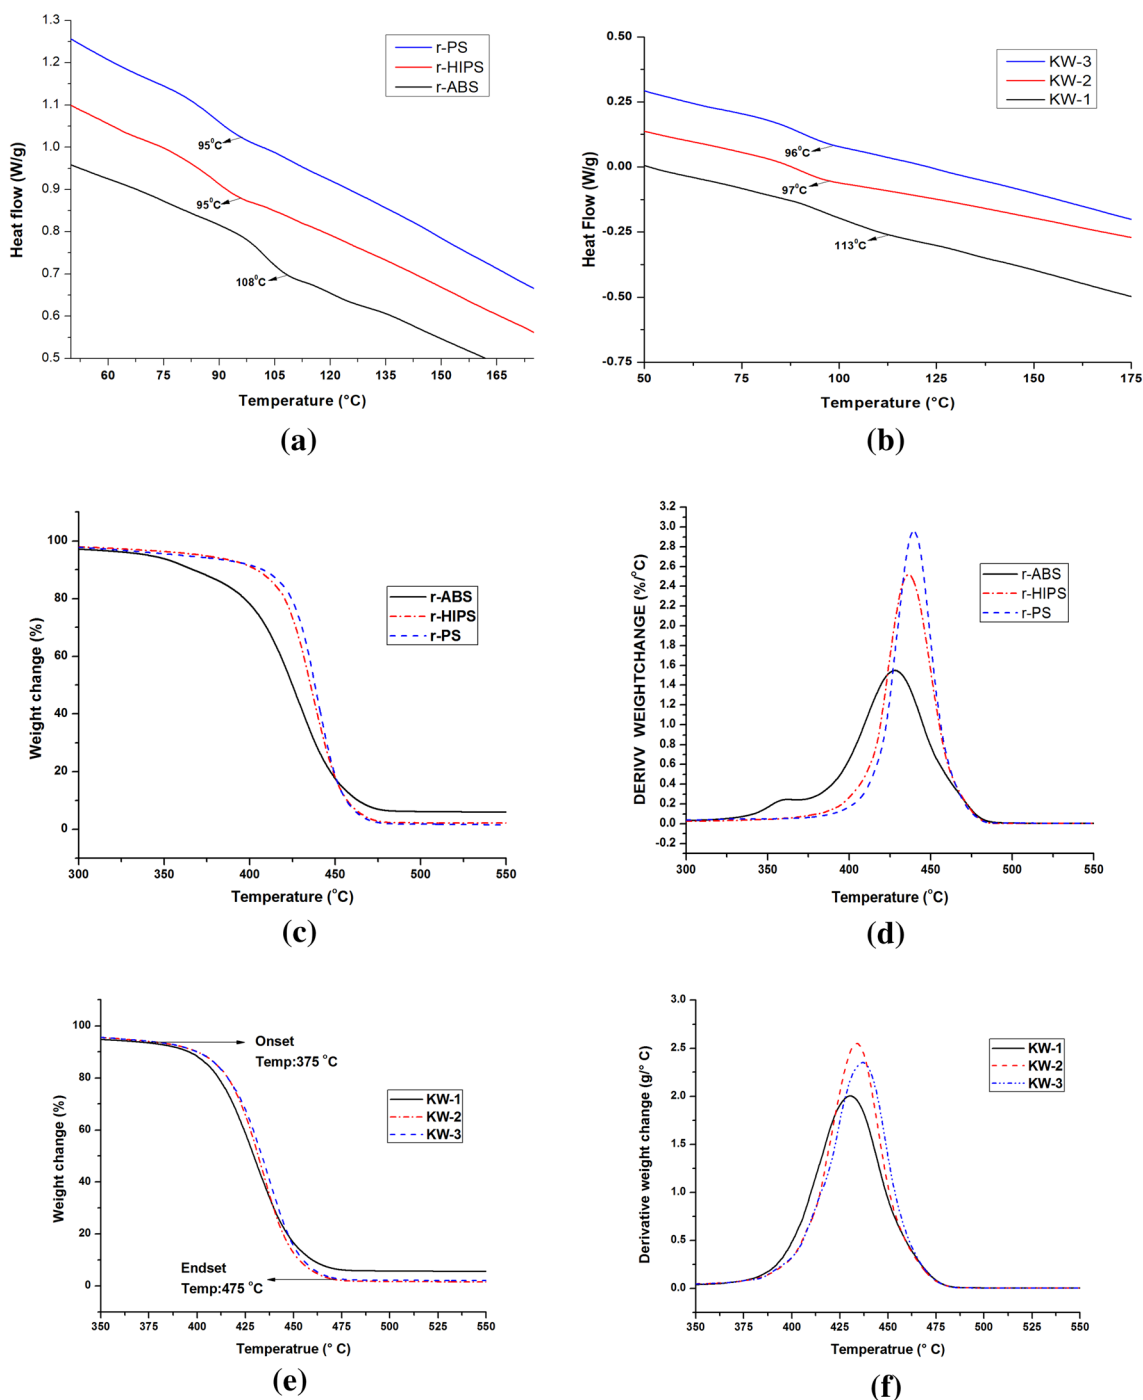 1.3
1.2
1.1
1.0
0.9
0.8
0.7
0.6
0.5
Heat flow (W/g)
r-PS
r-HIPS
r-ABS
95⁰C
95⁰C
108⁰C
60 75 90 105 120 135 150 165
Temperature (°C)
(a)
0.50
0.25
0.00
-0.25
-0.50
-0.75
Heat Flow (W/g)
KW-3
KW-2
KW-1
96⁰C
97⁰C
113⁰C
50 75 100 125 150 175
Temperature (°C)
(b)
100
80
60
40
20
0
Weight change (%)
r-ABS
r-HIPS
r-PS
300 350 400 450 500 550
Temperature (°C)
(c)
3.2
3.0
2.8
2.6
2.4
2.2
2.0
1.8
1.6
1.4
1.2
1.0
0.8
0.6
0.4
0.2
0.0
-0.2
DERIVV WEIGHTCHANGE (%/°C)
r-ABS
r-HIPS
r-PS
300 350 400 450 500 550
Temperature (°C)
(d)
100
80
60
40
20
0
Weight change (%)
Onset
Temp:375 °C
KW-1
KW-2
KW-3
Endset
Temp:475 °C
350 375 400 425 450 475 500 525 550
Temperatrue (° C)
(e)
3.0
2.5
2.0
1.5
1.0
0.5
0.0
Derivative weight change (g/° C)
KW-1
KW-2
KW-3
350 375 400 425 450 475 500 525 550
Temperatrue (° C)
(f)